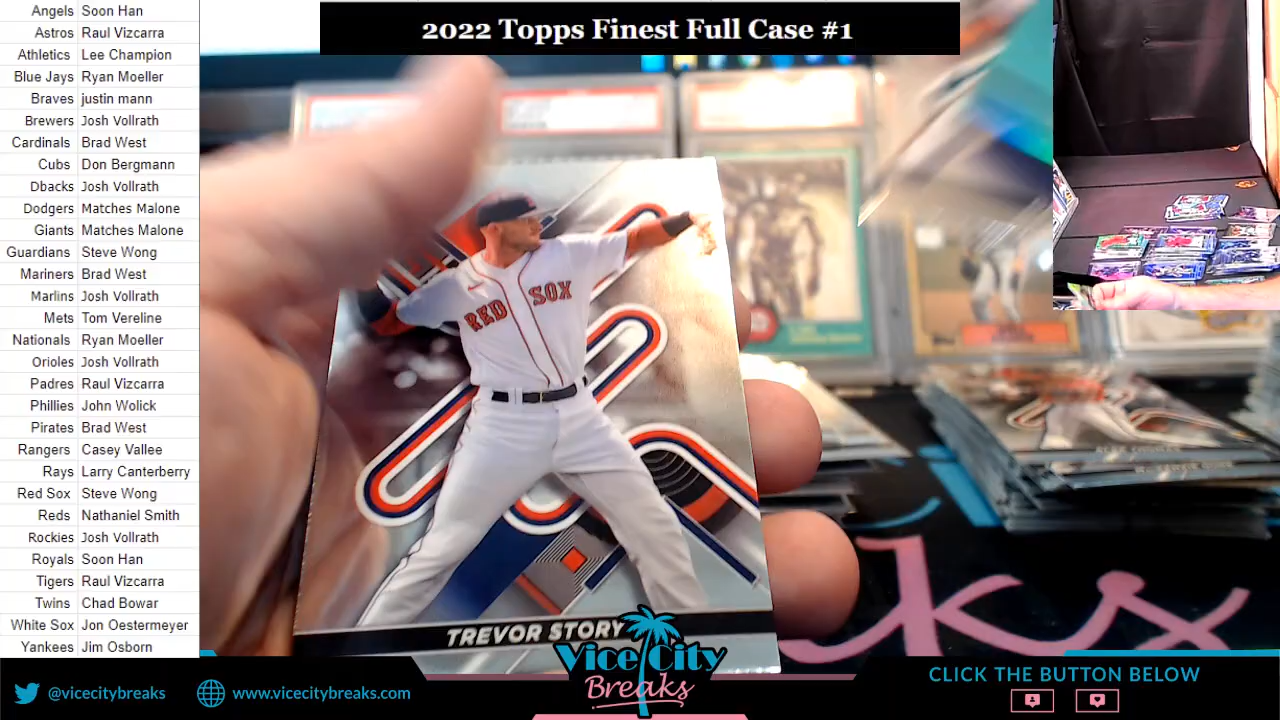 2022 Topps Finest Full Case #1
Angels Soon Han
Astros Raul Vizcarra
Athletics Lee Champion
Blue Jays Ryan Moeller
Braves justin mann
Brewers Josh Vollrath
Cardinals Brad West
Cubs Don Bergmann
Dbacks Josh Vollrath
Dodgers Matches Malone
Giants Matches Malone
Guardians Steve Wong
Mariners Brad West
Marlins Josh Vollrath
Mets Tom Vereline
Nationals Ryan Moeller
Orioles Josh Vollrath
Padres Raul Vizcarra
Phillies John Wolick
Pirates Brad West
Rangers Casey Vallee
Rays Larry Canterberry
Red Sox Steve Wong
Reds Nathaniel Smith
Rockies Josh Vollrath
Royals Soon Han
Tigers Raul Vizcarra
Twins Chad Bowar
White Sox Jon Oestermeyer
Yankees Jim Osborn
RED SOX
TREVOR STORY
Vice City
Breaks
@vicecitybreaks
www.vicecitybreaks.com
CLICK THE BUTTON BELOW